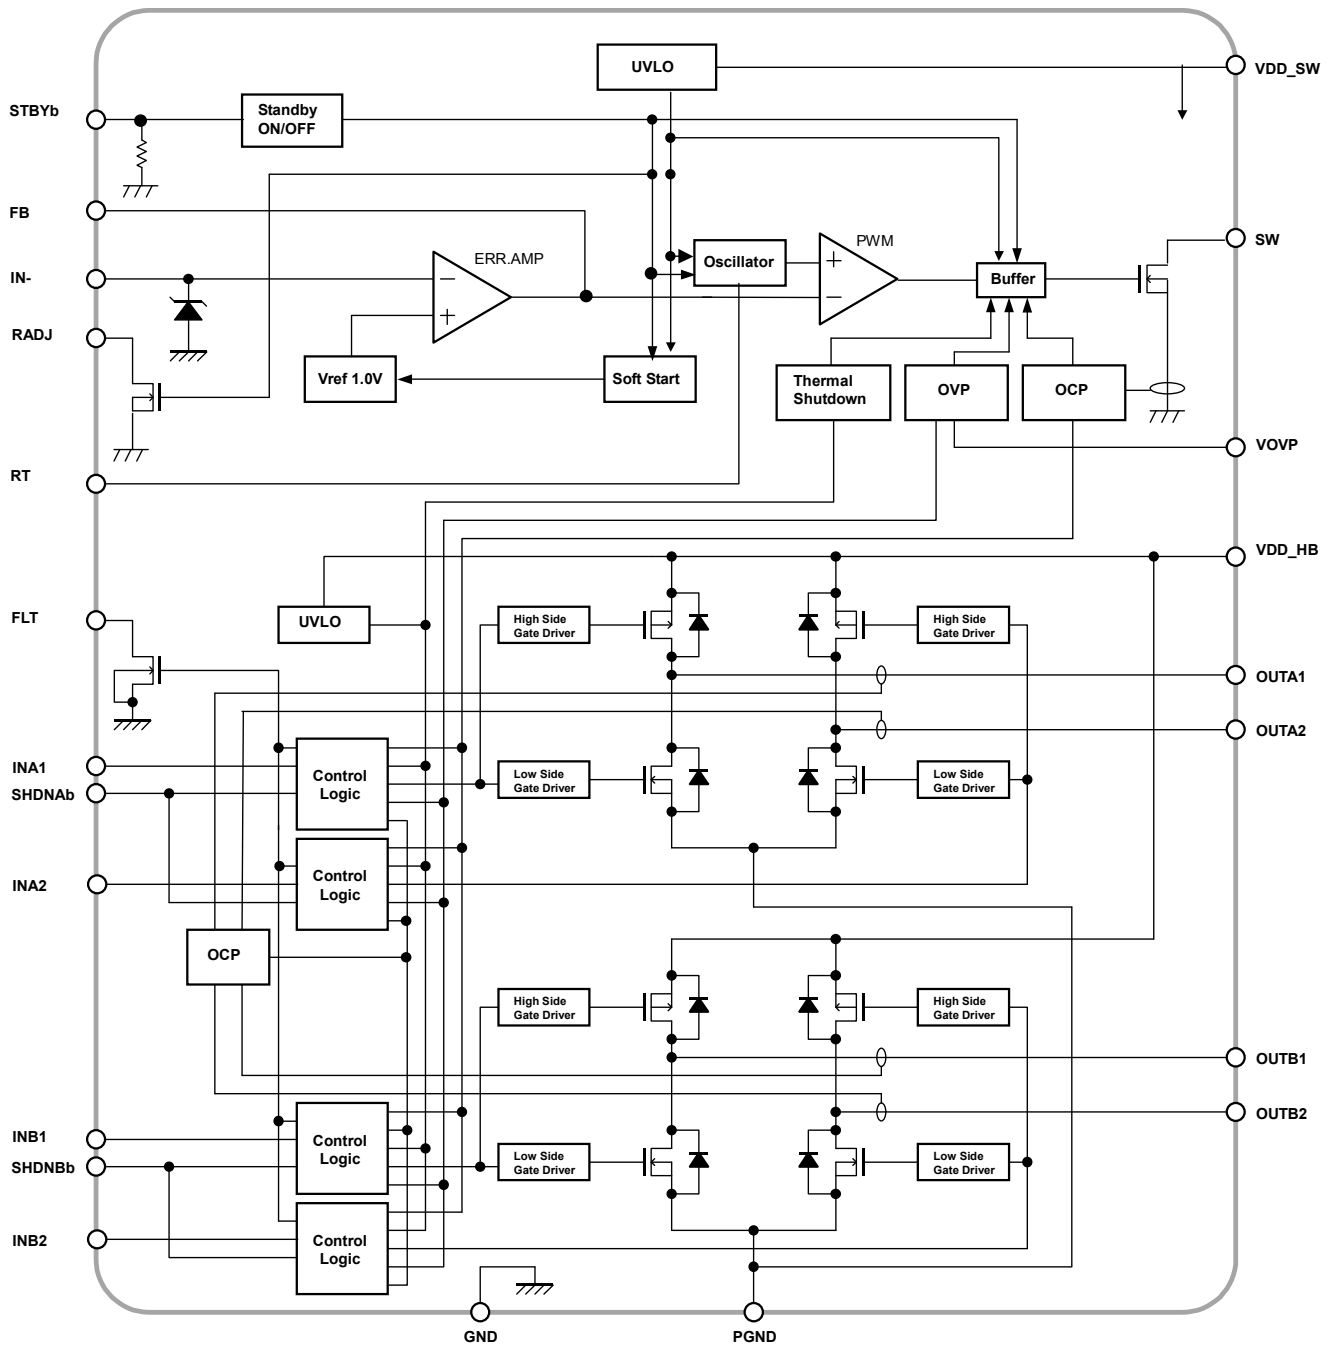 UVLO
VDD_SW
STBYb
Standby
ON/OFF
FB
SW
PWM
ERR.AMP
IN-
Oscillator
Buffer
RADJ
Vref 1.0V
Soft Start
Thermal
Shutdown
OVP
OCP
VOVP
RT
VDD_HB
FLT
UVLO
High Side
Gate Driver
High Side
Gate Driver
OUTA1
OUTA2
INA1
SHDNAb
Control
Logic
Low Side
Gate Driver
Low Side
Gate Driver
INA2
Control
Logic
OCP
High Side
Gate Driver
High Side
Gate Driver
OUTB1
OUTB2
INB1
SHDNBb
Control
Logic
Low Side
Gate Driver
Low Side
Gate Driver
INB2
Control
Logic
GND
PGND